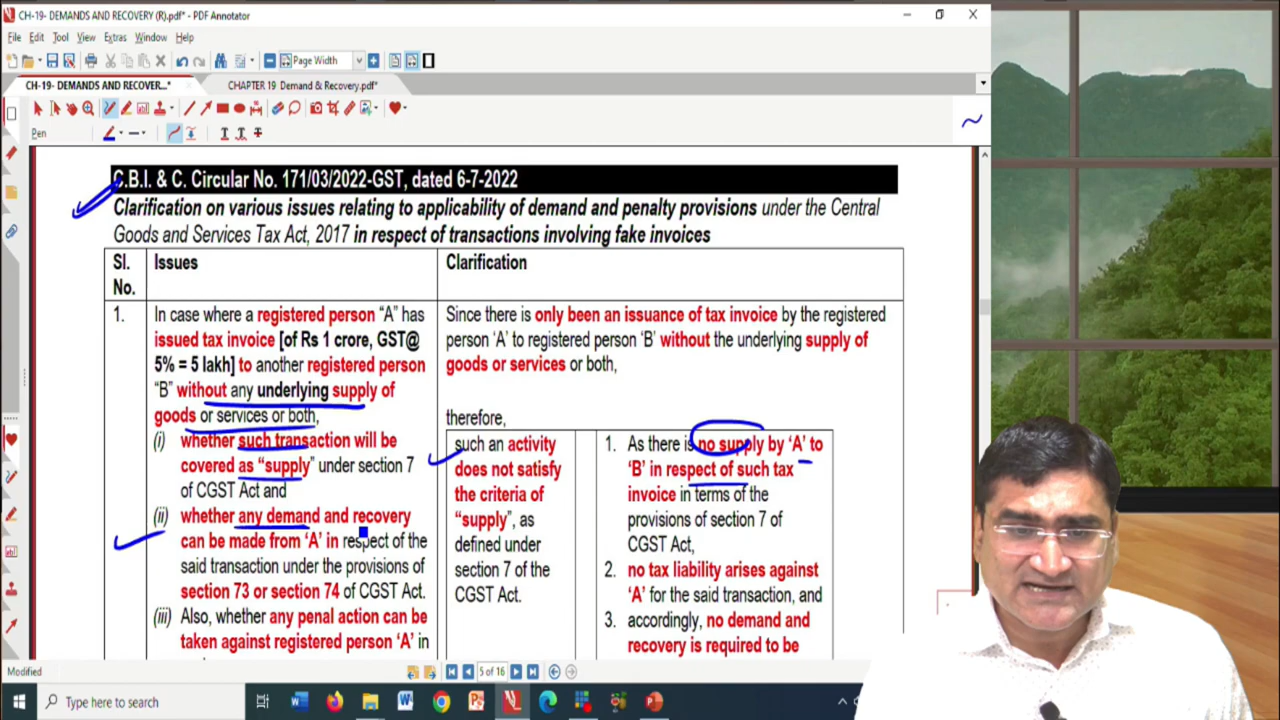 CH-19- DEMANDS AND RECOVERY (R).pdf* - PDF Annotator
File Edit Tool View Extras Window Help
Page Width
CH-19- DEMANDS AND RECOVER...* CHAPTER 19 Demand & Recovery.pdf*
Pen
C.B.I. & C. Circular No. 171/03/2022-GST, dated 6-7-2022
Clarification on various issues relating to applicability of demand and penalty provisions under the Central
Goods and Services Tax Act, 2017 in respect of transactions involving fake invoices
Sl.
No.
Issues
Clarification
1.
In case where a registered person "A" has
issued tax invoice [of Rs 1 crore, GST@
5% = 5 lakh] to another registered person
"B" without any underlying supply of
goods or services or both,
(i) whether such transaction will be
covered as "supply" under section 7
of CGST Act and
(ii) whether any demand and recovery
can be made from 'A' in respect of the
said transaction under the provisions of
section 73 or section 74 of CGST Act.
(iii) Also, whether any penal action can be
taken against registered person 'A' in
Since there is only been an issuance of tax invoice by the registered
person 'A' to registered person 'B' without the underlying supply of
goods or services or both,
therefore,
such an activity
does not satisfy
the criteria of
"supply", as
defined under
section 7 of the
CGST Act.
1. As there is no supply by 'A' to
'B' in respect of such tax
invoice in terms of the
provisions of section 7 of
CGST Act,
2. no tax liability arises against
'A' for the said transaction, and
3. accordingly, no demand and
recovery is required to be
Modified
5 of 16
Type here to search